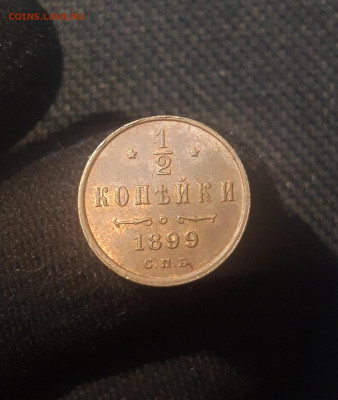 COINS.LAVE.RU
1/2
КОПѢЙКИ
1899
С.П.Б.